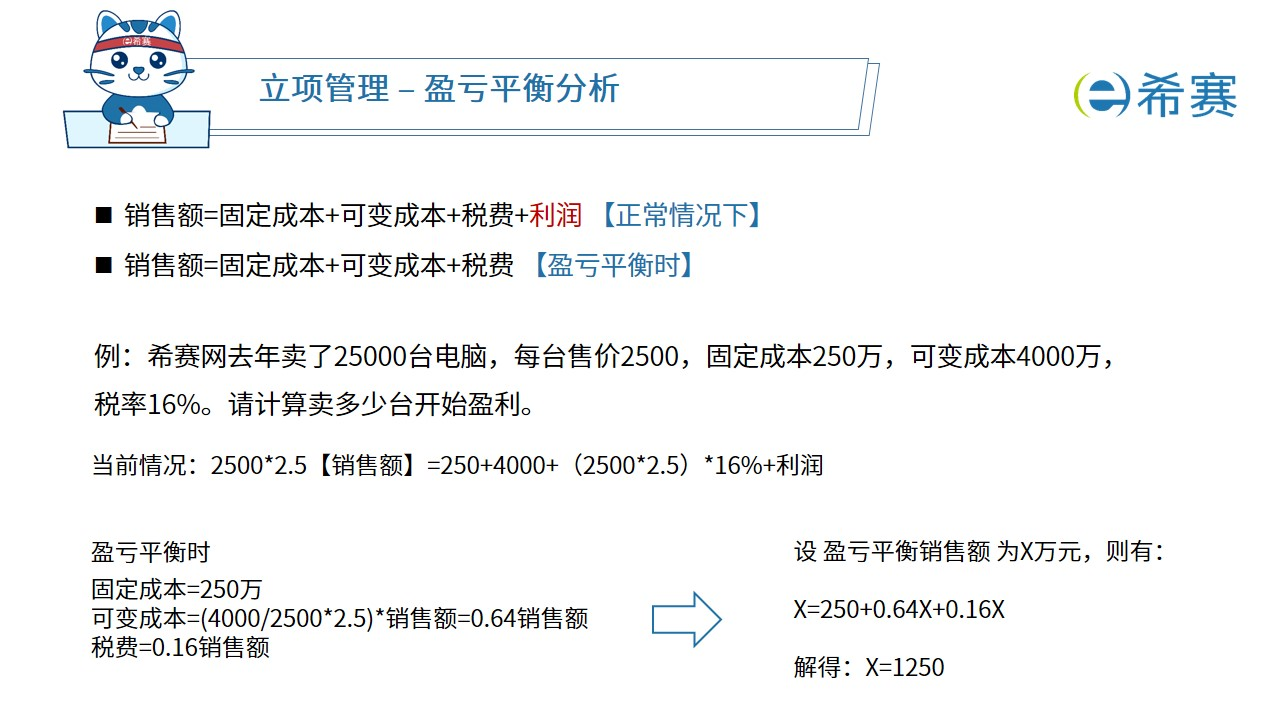 希赛
立项管理 – 盈亏平衡分析
希赛
■ 销售额=固定成本+可变成本+税费+利润 【正常情况下】
■ 销售额=固定成本+可变成本+税费 【盈亏平衡时】
例：希赛网去年卖了25000台电脑，每台售价2500，固定成本250万，可变成本4000万，
税率16%。请计算卖多少台开始盈利。
当前情况：2500*2.5【销售额】=250+4000+（2500*2.5）*16%+利润
盈亏平衡时
固定成本=250万
可变成本=(4000/2500*2.5)*销售额=0.64销售额
税费=0.16销售额
设 盈亏平衡销售额 为X万元，则有：
X=250+0.64X+0.16X
解得：X=1250